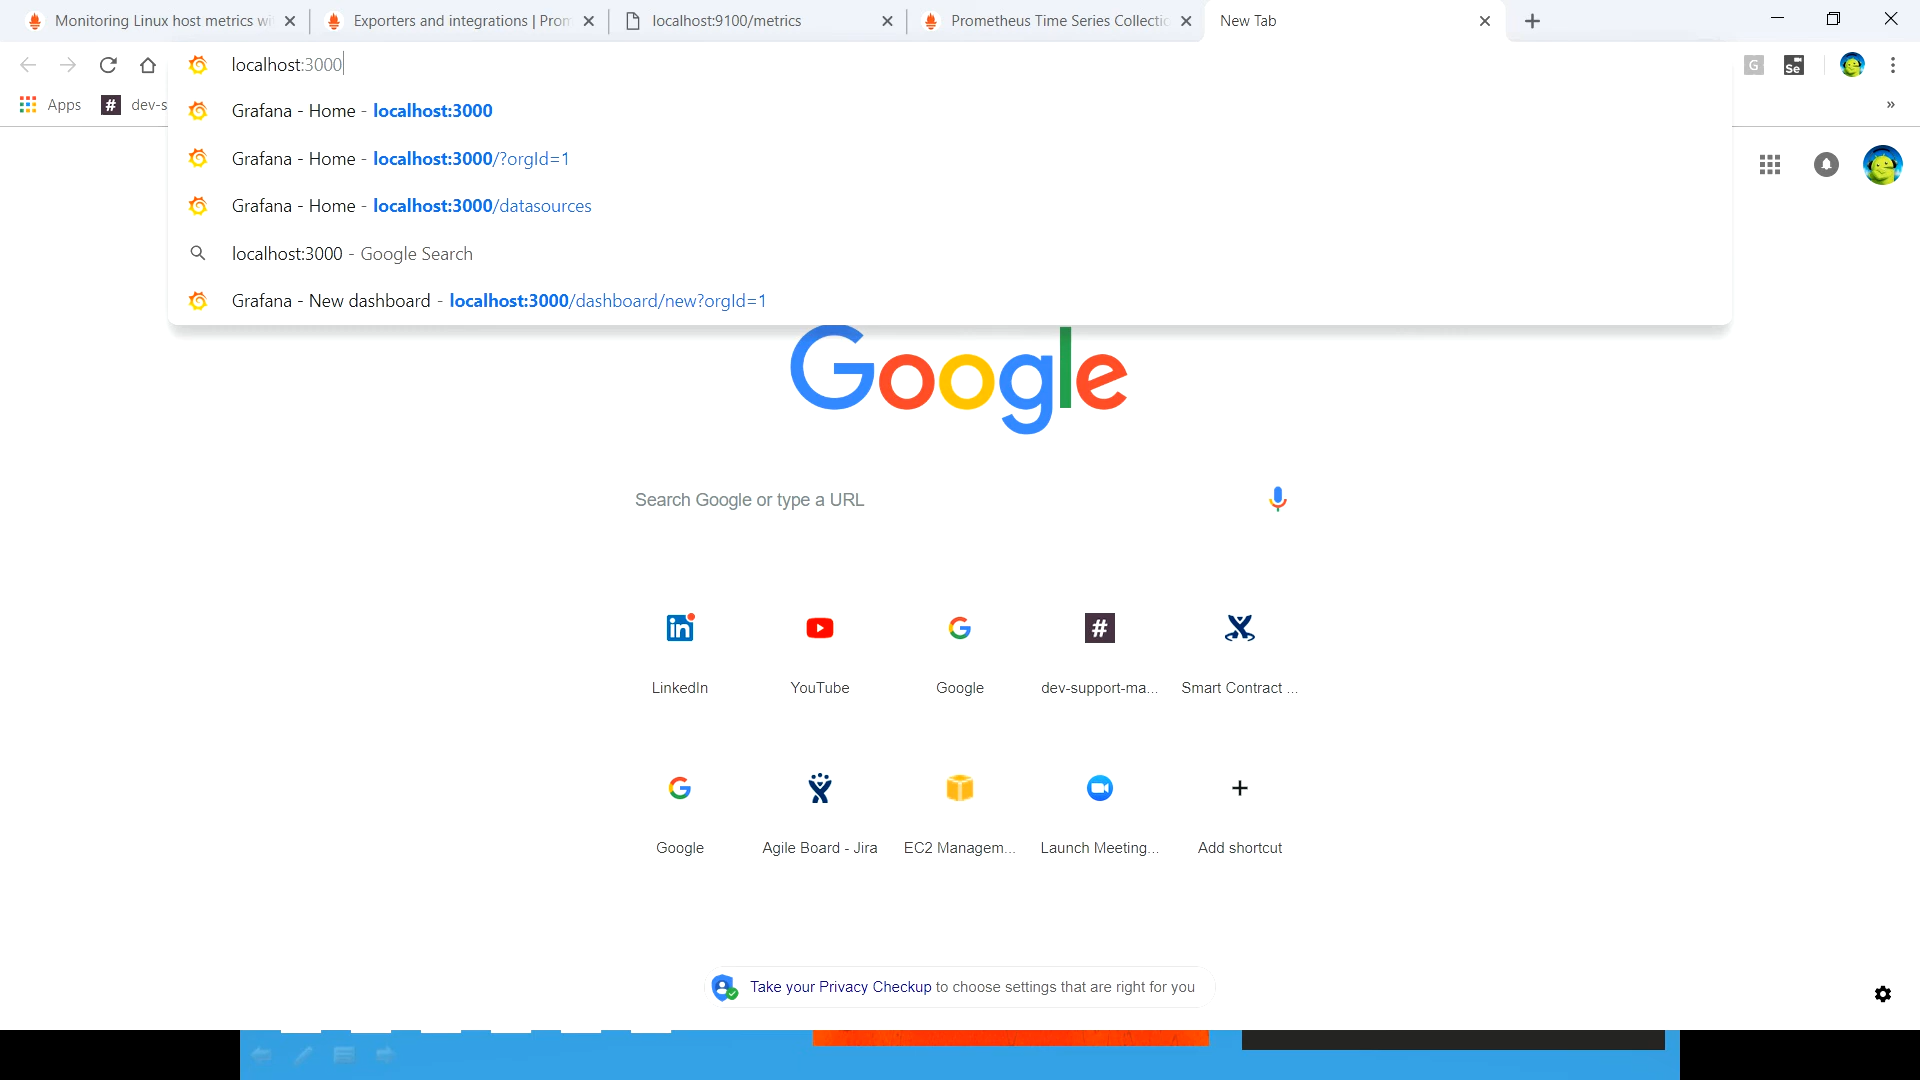 Monitoring Linux host metrics wi
Exporters and integrations | Prom
localhost:9100/metrics
Prometheus Time Series Collectio
New Tab
localhost:3000
G
Se
Apps
# dev-s
»
Grafana - Home - localhost:3000
Grafana - Home - localhost:3000/?orgId=1
Grafana - Home - localhost:3000/datasources
localhost:3000 - Google Search
Grafana - New dashboard - localhost:3000/dashboard/new?orgId=1
Google
Search Google or type a URL
LinkedIn
YouTube
Google
dev-support-ma...
Smart Contract ...
Google
Agile Board - Jira
EC2 Managem...
Launch Meeting...
Add shortcut
Take your Privacy Checkup to choose settings that are right for you